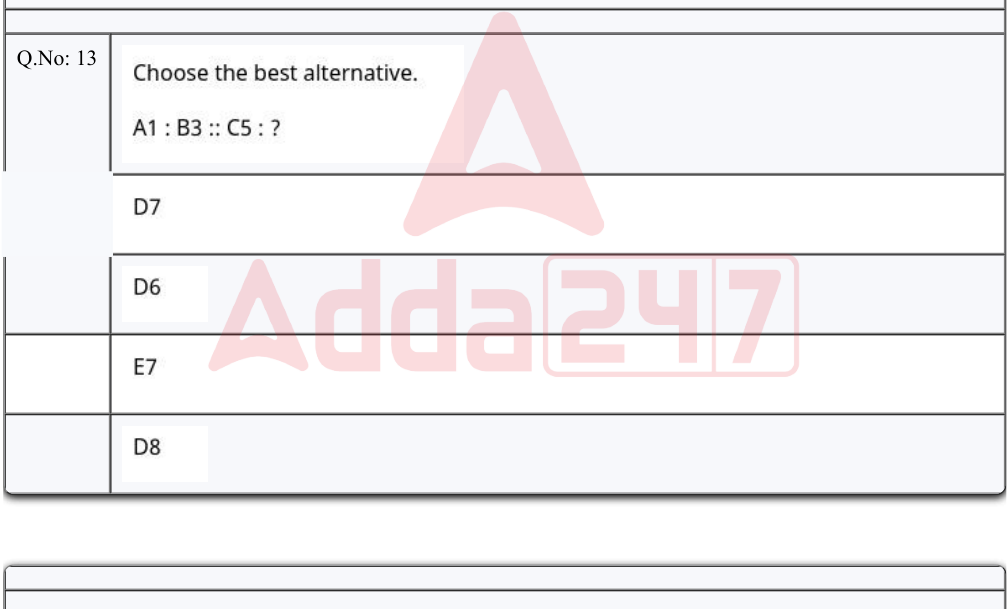 Q.No: 13
Choose the best alternative.
A1 : B3 :: C5 : ?
D7
D6
E7
D8
Adda247